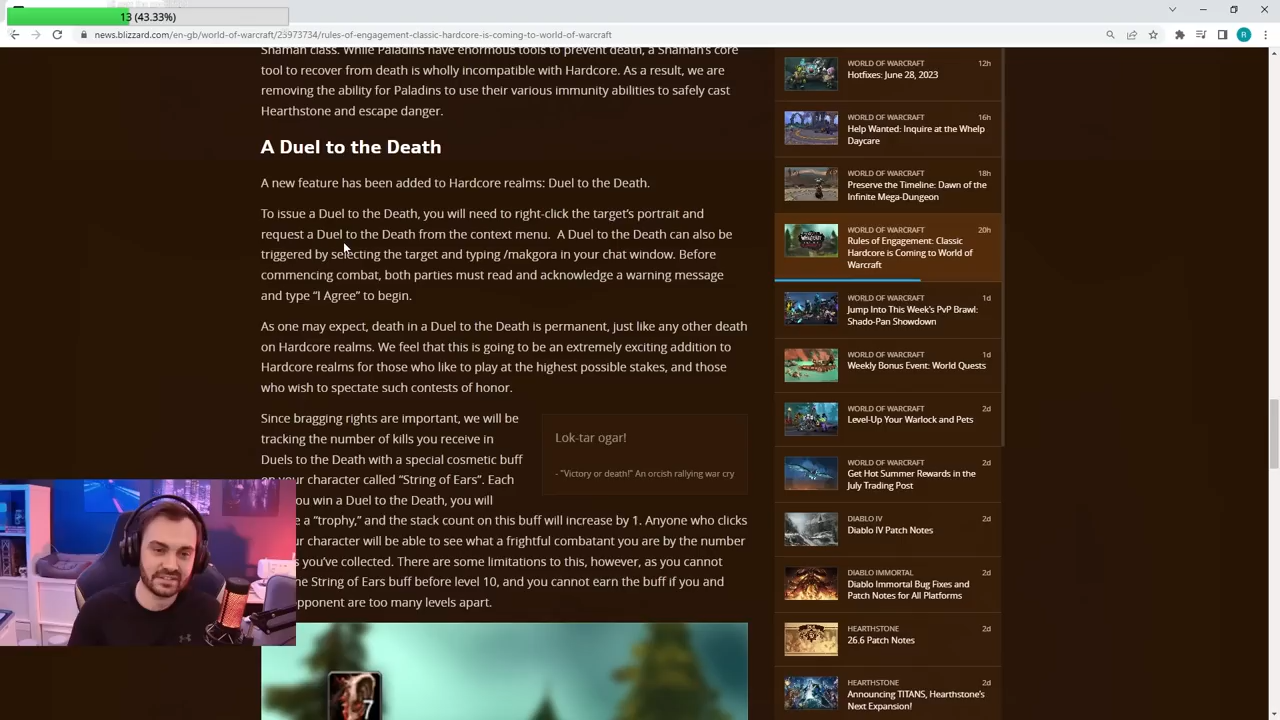 13 (43.33%)
news.blizzard.com/en-gb/world-of-warcraft/23973734/rules-of-engagement-classic-hardcore-is-coming-to-world-of-warcraft
R
Shaman class. While Paladins have enormous tools to prevent death, a Shaman's core
tool to recover from death is wholly incompatible with Hardcore. As a result, we are
removing the ability for Paladins to use their various immunity abilities to safely cast
Hearthstone and escape danger.
A Duel to the Death
A new feature has been added to Hardcore realms: Duel to the Death.
To issue a Duel to the Death, you will need to right-click the target's portrait and
request a Duel to the Death from the context menu. A Duel to the Death can also be
triggered by selecting the target and typing /makgora in your chat window. Before
commencing combat, both parties must read and acknowledge a warning message
and type "I Agree" to begin.
As one may expect, death in a Duel to the Death is permanent, just like any other death
on Hardcore realms. We feel that this is going to be an extremely exciting addition to
Hardcore realms for those who like to play at the highest possible stakes, and those
who wish to spectate such contests of honor.
Since bragging rights are important, we will be
tracking the number of kills you receive in
Duels to the Death with a special cosmetic buff
on your character called "String of Ears". Each
you win a Duel to the Death, you will
e a "trophy," and the stack count on this buff will increase by 1. Anyone who clicks
ur character will be able to see what a frightful combatant you are by the number
s you've collected. There are some limitations to this, however, as you cannot
he String of Ears buff before level 10, and you cannot earn the buff if you and
opponent are too many levels apart.
Lok-tar ogar!
- "Victory or death!" An orcish rallying war cry
7
WORLD OF WARCRAFT 12h
Hotfixes: June 28, 2023
WORLD OF WARCRAFT 16h
Help Wanted: Inquire at the Whelp
Daycare
WORLD OF WARCRAFT 18h
Preserve the Timeline: Dawn of the
Infinite Mega-Dungeon
WORLD OF WARCRAFT 20h
Rules of Engagement: Classic
Hardcore is Coming to World of
Warcraft
WORLD OF WARCRAFT 1d
Jump Into This Week's PvP Brawl:
Shado-Pan Showdown
WORLD OF WARCRAFT 1d
Weekly Bonus Event: World Quests
WORLD OF WARCRAFT 2d
Level-Up Your Warlock and Pets
WORLD OF WARCRAFT 2d
Get Hot Summer Rewards in the
July Trading Post
DIABLO IV 2d
Diablo IV Patch Notes
DIABLO IMMORTAL 2d
Diablo Immortal Bug Fixes and
Patch Notes for All Platforms
HEARTHSTONE 2d
26.6 Patch Notes
HEARTHSTONE 2d
Announcing TITANS, Hearthstone's
Next Expansion!